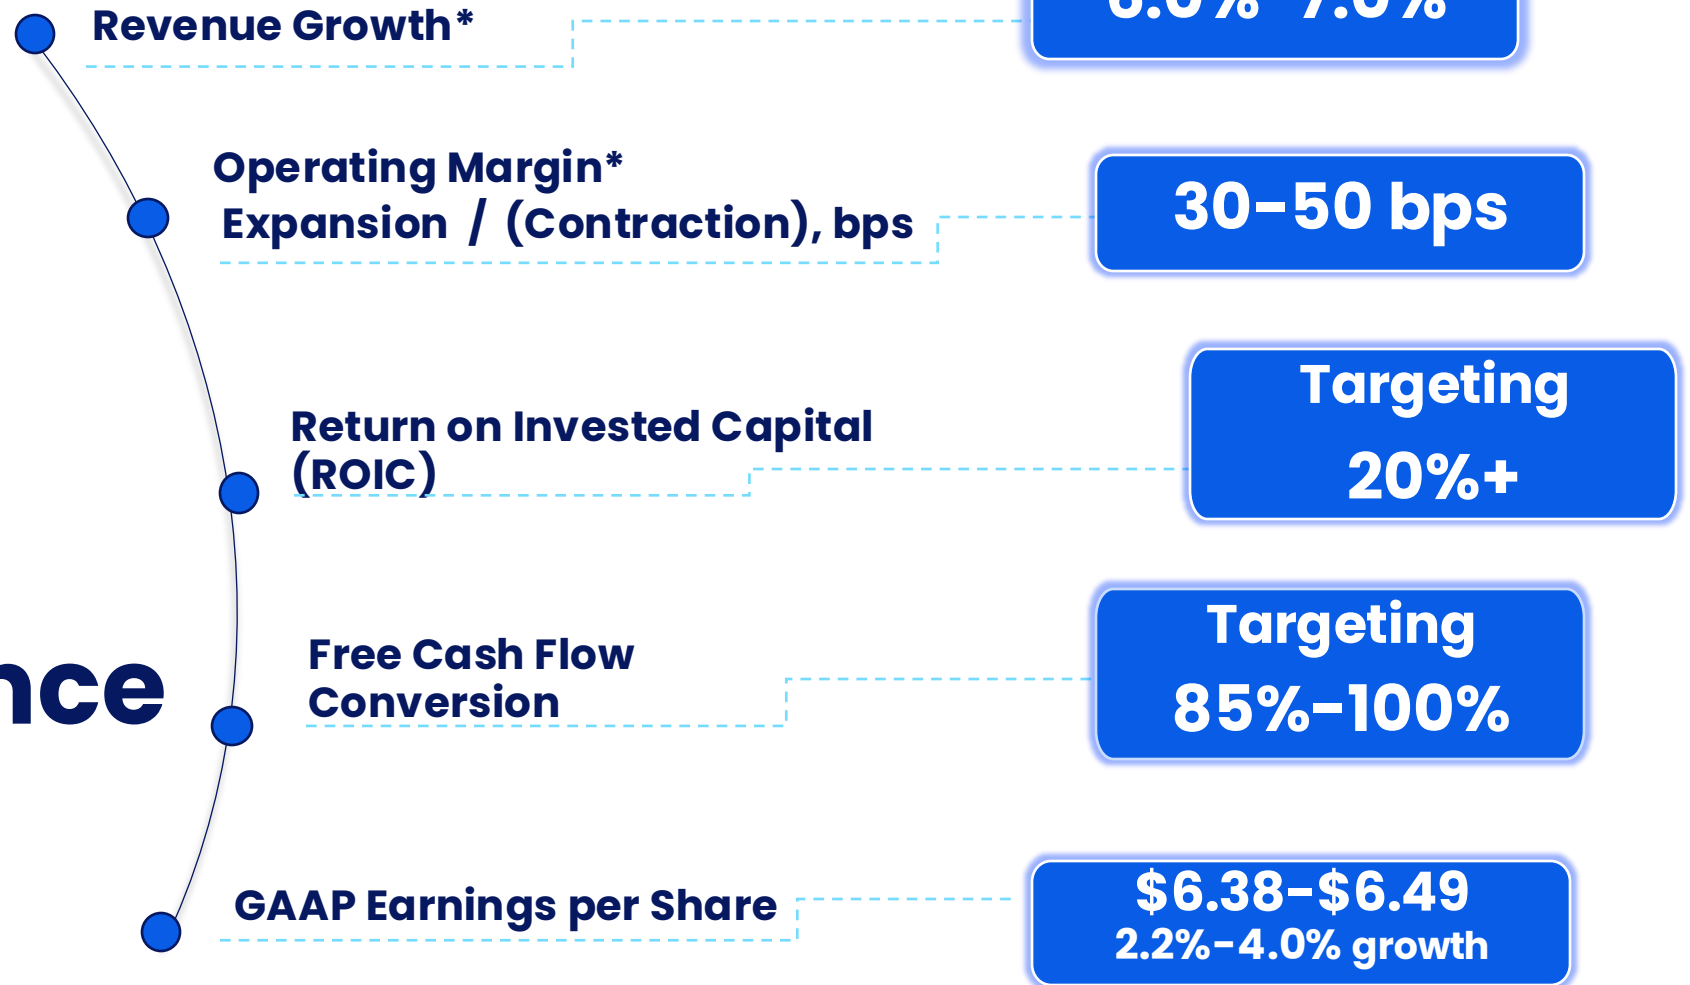 Revenue Growth*
Operating Margin*
Expansion / (Contraction), bps
30-50 bps
Targeting
20%+
Return on Invested Capital
(ROIC)
Targeting
85%-100%
Free Cash Flow
Conversion
GAAP Earnings per Share
$6.38-$6.49
2.2%-4.0% growth